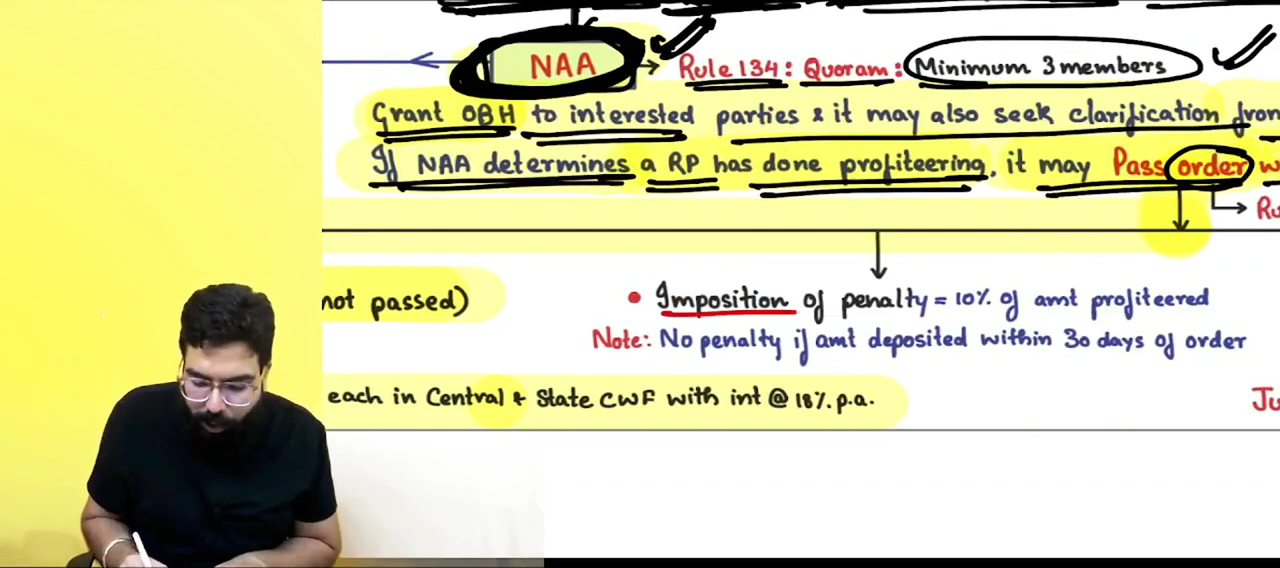 NAA
Rule 134: Quoram: Minimum 3 members
Grant OBH to interested parties & it may also seek clarification from
If NAA determines a RP has done profiteering, it may Pass order w
Ru
not passed)
• Imposition of penalty = 10% of amt profiteered
Note: No penalty if amt deposited within 30 days of order
each in Central & State CWF with int @ 18% p.a.
Ju